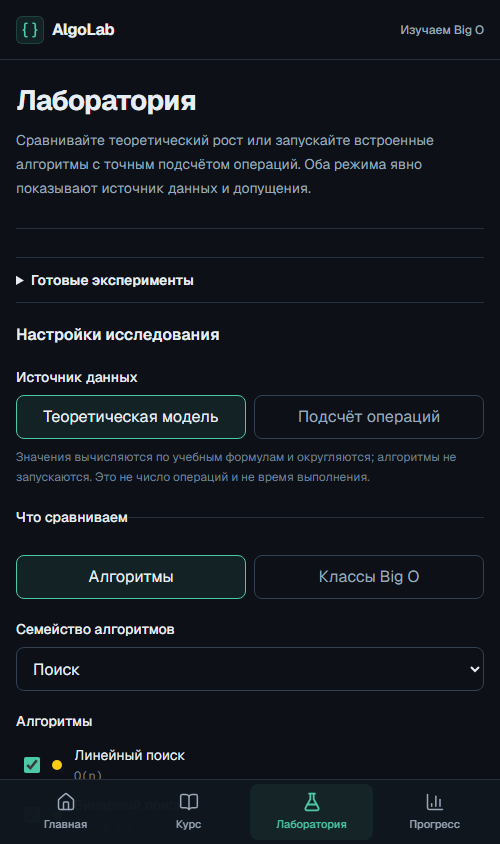 { } AlgoLab
Изучаем Big O
Лаборатория
Сравнивайте теоретический рост или запускайте встроенные
алгоритмы с точным подсчётом операций. Оба режима явно
показывают источник данных и допущения.
Готовые эксперименты
Настройки исследования
Источник данных
Теоретическая модель
Подсчёт операций
Значения вычисляются по учебным формулам и округляются; алгоритмы не
запускаются. Это не число операций и не время выполнения.
Что сравниваем
Алгоритмы
Классы Big O
Семейство алгоритмов
Поиск
Алгоритмы
Линейный поиск
O(n)
Главная
Курс
Лаборатория
Прогресс